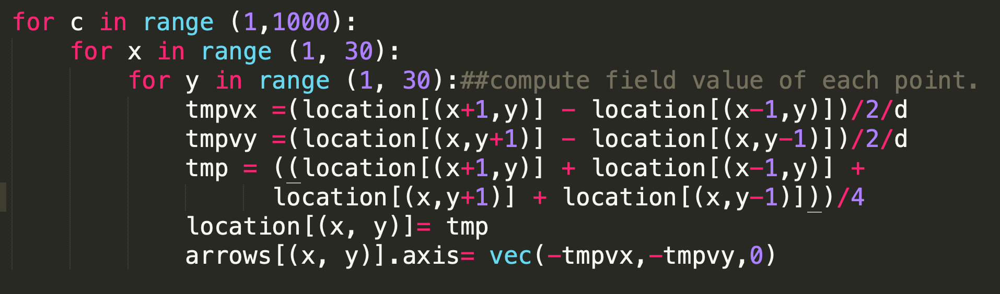 for c in range (1,1000):
    for x in range (1, 30):
        for y in range (1, 30):##compute field value of each point.
            tmpvx =(location[(x+1,y)] - location[(x-1,y)])/2/d
            tmpvy =(location[(x,y+1)] - location[(x,y-1)])/2/d
            tmp = ((location[(x+1,y)] + location[(x-1,y)] +
                  location[(x,y+1)] + location[(x,y-1)]))/4
            location[(x, y)]= tmp
            arrows[(x, y)].axis= vec(-tmpvx,-tmpvy,0)